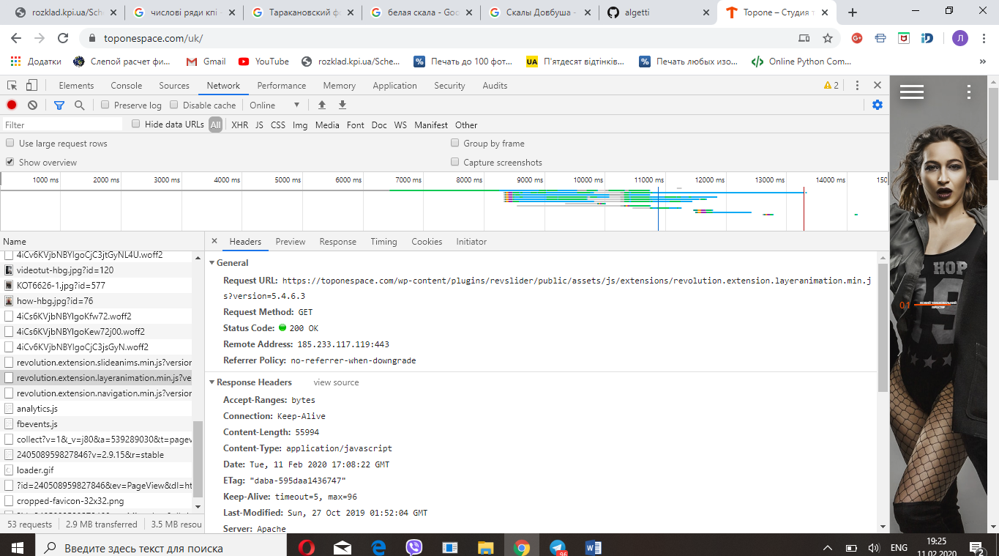 rozklad.kpi.ua/Sch
числові ряди кпі -
Таракановский фо
белая скала - Goo
Скалы Довбуша -
algetti
Topone – Студия т
toponespace.com/uk/
Л
Додатки
Слепой расчет фи...
Gmail
YouTube
rozklad.kpi.ua/Sche...
Печать до 100 фот...
UA
П'ятдесят відтінків...
Печать любых изо...
Online Python Com...
»
Elements
Console
Sources
Network
Performance
Memory
Application
Security
Audits
2
Preserve log
Disable cache
Online
Filter
Hide data URLs
All
XHR
JS
CSS
Img
Media
Font
Doc
WS
Manifest
Other
Use large request rows
Group by frame
Show overview
Capture screenshots
1000 ms
2000 ms
3000 ms
4000 ms
5000 ms
6000 ms
7000 ms
8000 ms
9000 ms
10000 ms
11000 ms
12000 ms
13000 ms
14000 ms
150
Name
4iCv6KVjbNBYlgoCjC3jtGyNL4U.woff2
videotut-hbg.jpg?id=120
KOT6626-1.jpg?id=577
how-hbg.jpg?id=76
4iCs6KVjbNBYlgoKfw72.woff2
4iCs6KVjbNBYlgoKew72j00.woff2
4iCv6KVjbNBYlgoCjC3jsGyN.woff2
revolution.extension.slideanims.min.js?version
revolution.extension.layeranimation.min.js?ve
revolution.extension.navigation.min.js?version
analytics.js
fbevents.js
collect?v=1&_v=j80&a=539289030&t=pagev
240508959827846?v=2.9.15&r=stable
loader.gif
?id=240508959827846&ev=PageView&dl=ht
cropped-favicon-32x32.png
53 requests
2.9 MB transferred
3.5 MB resou
Headers
Preview
Response
Timing
Cookies
Initiator
General
Request URL: https://toponespace.com/wp-content/plugins/revslider/public/assets/js/extensions/revolution.extension.layeranimation.min.j
s?version=5.4.6.3
Request Method: GET
Status Code: 200 OK
Remote Address: 185.233.117.119:443
Referrer Policy: no-referrer-when-downgrade
Response Headers
view source
Accept-Ranges: bytes
Connection: Keep-Alive
Content-Length: 55994
Content-Type: application/javascript
Date: Tue, 11 Feb 2020 17:08:22 GMT
ETag: "daba-595daa1436747"
Keep-Alive: timeout=5, max=96
Last-Modified: Sun, 27 Oct 2019 01:52:04 GMT
Server: Apache
HOP
01
НОВИЙ ТАНЦЮВАЛЬНИЙ
ПРОСТІР
Введите здесь текст для поиска
96
ENG
19:25
11.02.2020
2